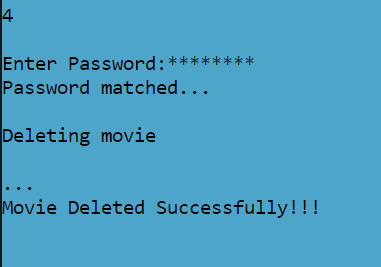 4
Enter Password:********
Password matched...
Deleting movie
...
Movie Deleted Successfully!!!